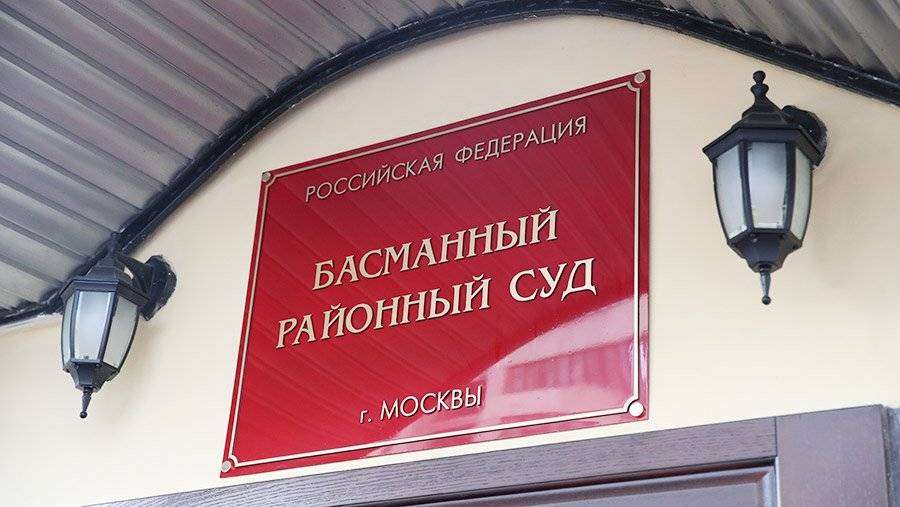 РОССИЙСКАЯ ФЕДЕРАЦИЯ
БАСМАННЫЙ
РАЙОННЫЙ СУД
г. МОСКВЫ